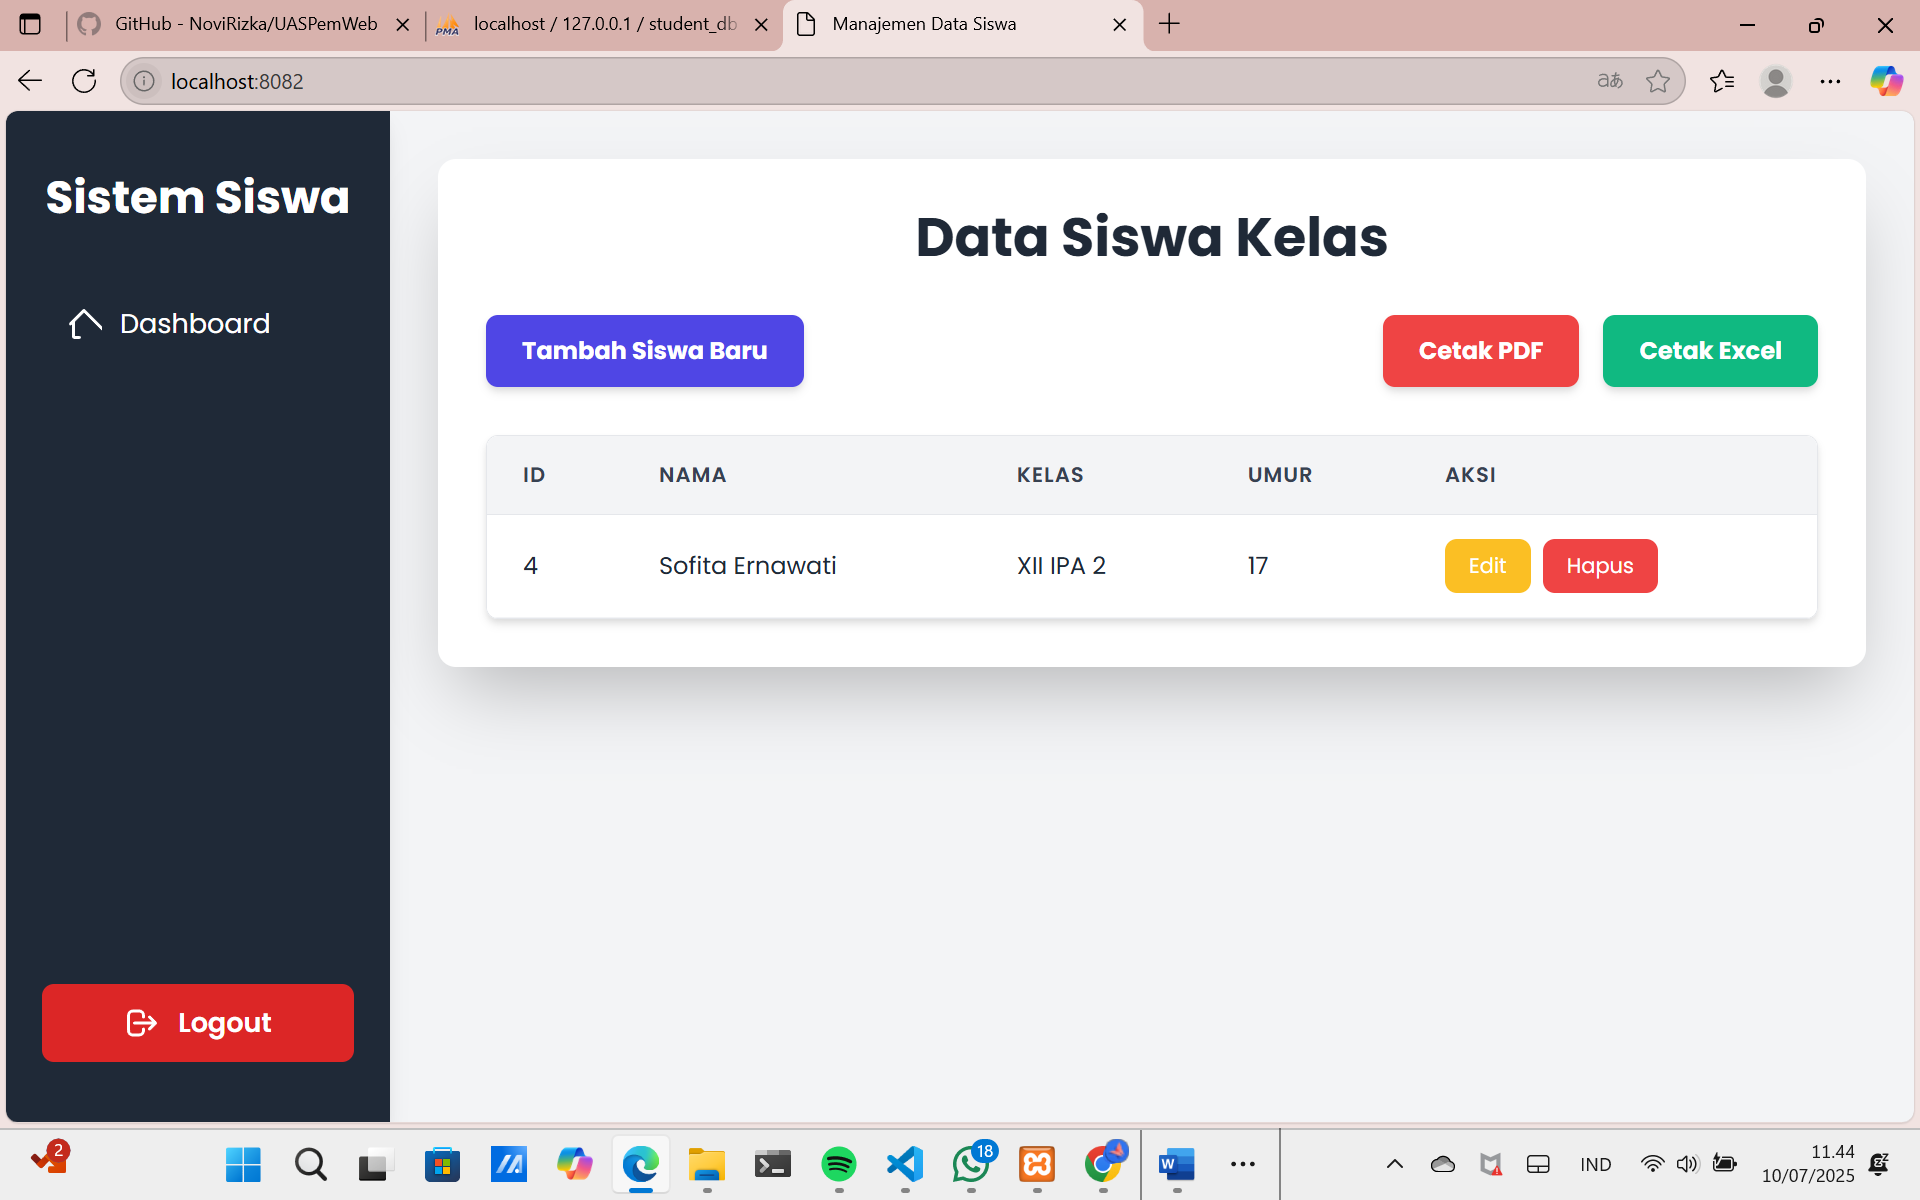 GitHub - NoviRizka/UASPemWeb
PMA
localhost / 127.0.0.1 / student_db
Manajemen Data Siswa
localhost:8082
Sistem Siswa
Dashboard
Logout
Data Siswa Kelas
Tambah Siswa Baru
Cetak PDF
Cetak Excel
ID NAMA KELAS UMUR AKSI
4 Sofita Ernawati XII IPA 2 17 Edit Hapus
2
18
IND
11.44
10/07/2025